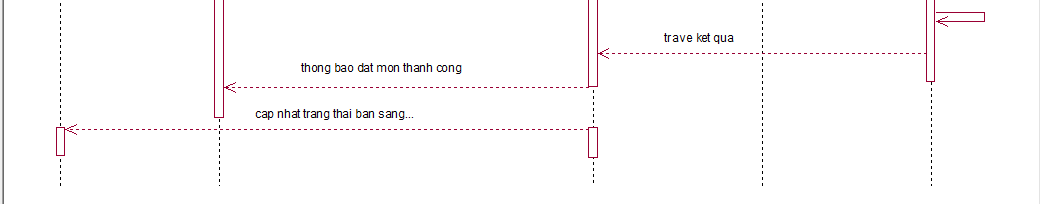 trave ket qua
thong bao dat mon thanh cong
cap nhat trang thai ban sang...